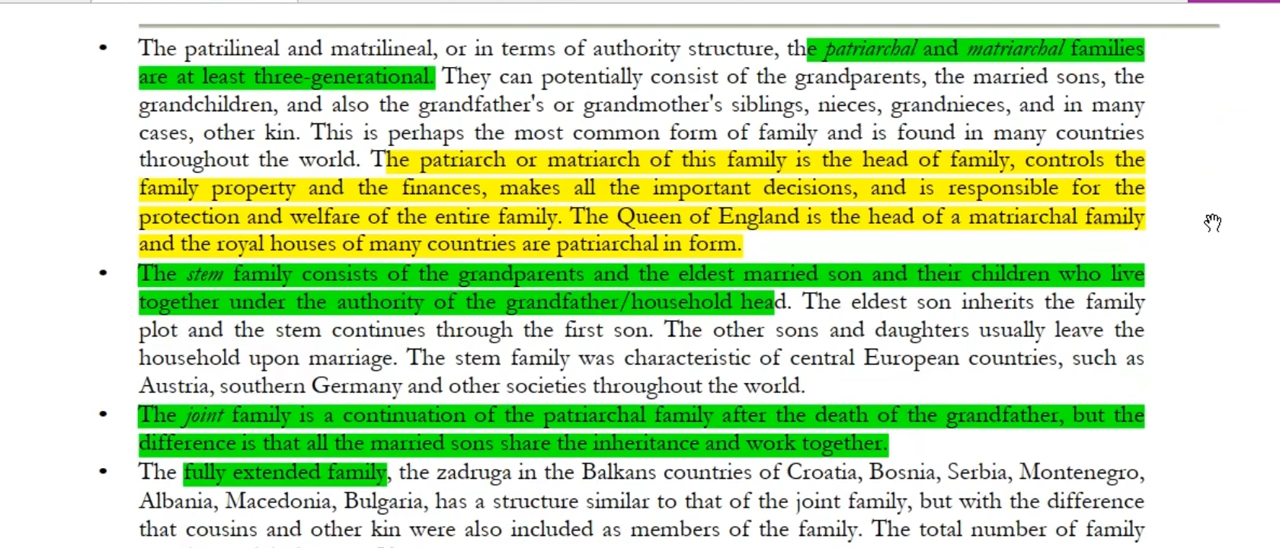 • The patrilineal and matrilineal, or in terms of authority structure, the patriarchal and matriarchal families
are at least three-generational. They can potentially consist of the grandparents, the married sons, the
grandchildren, and also the grandfather's or grandmother's siblings, nieces, grandnieces, and in many
cases, other kin. This is perhaps the most common form of family and is found in many countries
throughout the world. The patriarch or matriarch of this family is the head of family, controls the
family property and the finances, makes all the important decisions, and is responsible for the
protection and welfare of the entire family. The Queen of England is the head of a matriarchal family
and the royal houses of many countries are patriarchal in form.
• The stem family consists of the grandparents and the eldest married son and their children who live
together under the authority of the grandfather/household head. The eldest son inherits the family
plot and the stem continues through the first son. The other sons and daughters usually leave the
household upon marriage. The stem family was characteristic of central European countries, such as
Austria, southern Germany and other societies throughout the world.
• The joint family is a continuation of the patriarchal family after the death of the grandfather, but the
difference is that all the married sons share the inheritance and work together.
• The fully extended family, the zadruga in the Balkans countries of Croatia, Bosnia, Serbia, Montenegro,
Albania, Macedonia, Bulgaria, has a structure similar to that of the joint family, but with the difference
that cousins and other kin were also included as members of the family. The total number of family